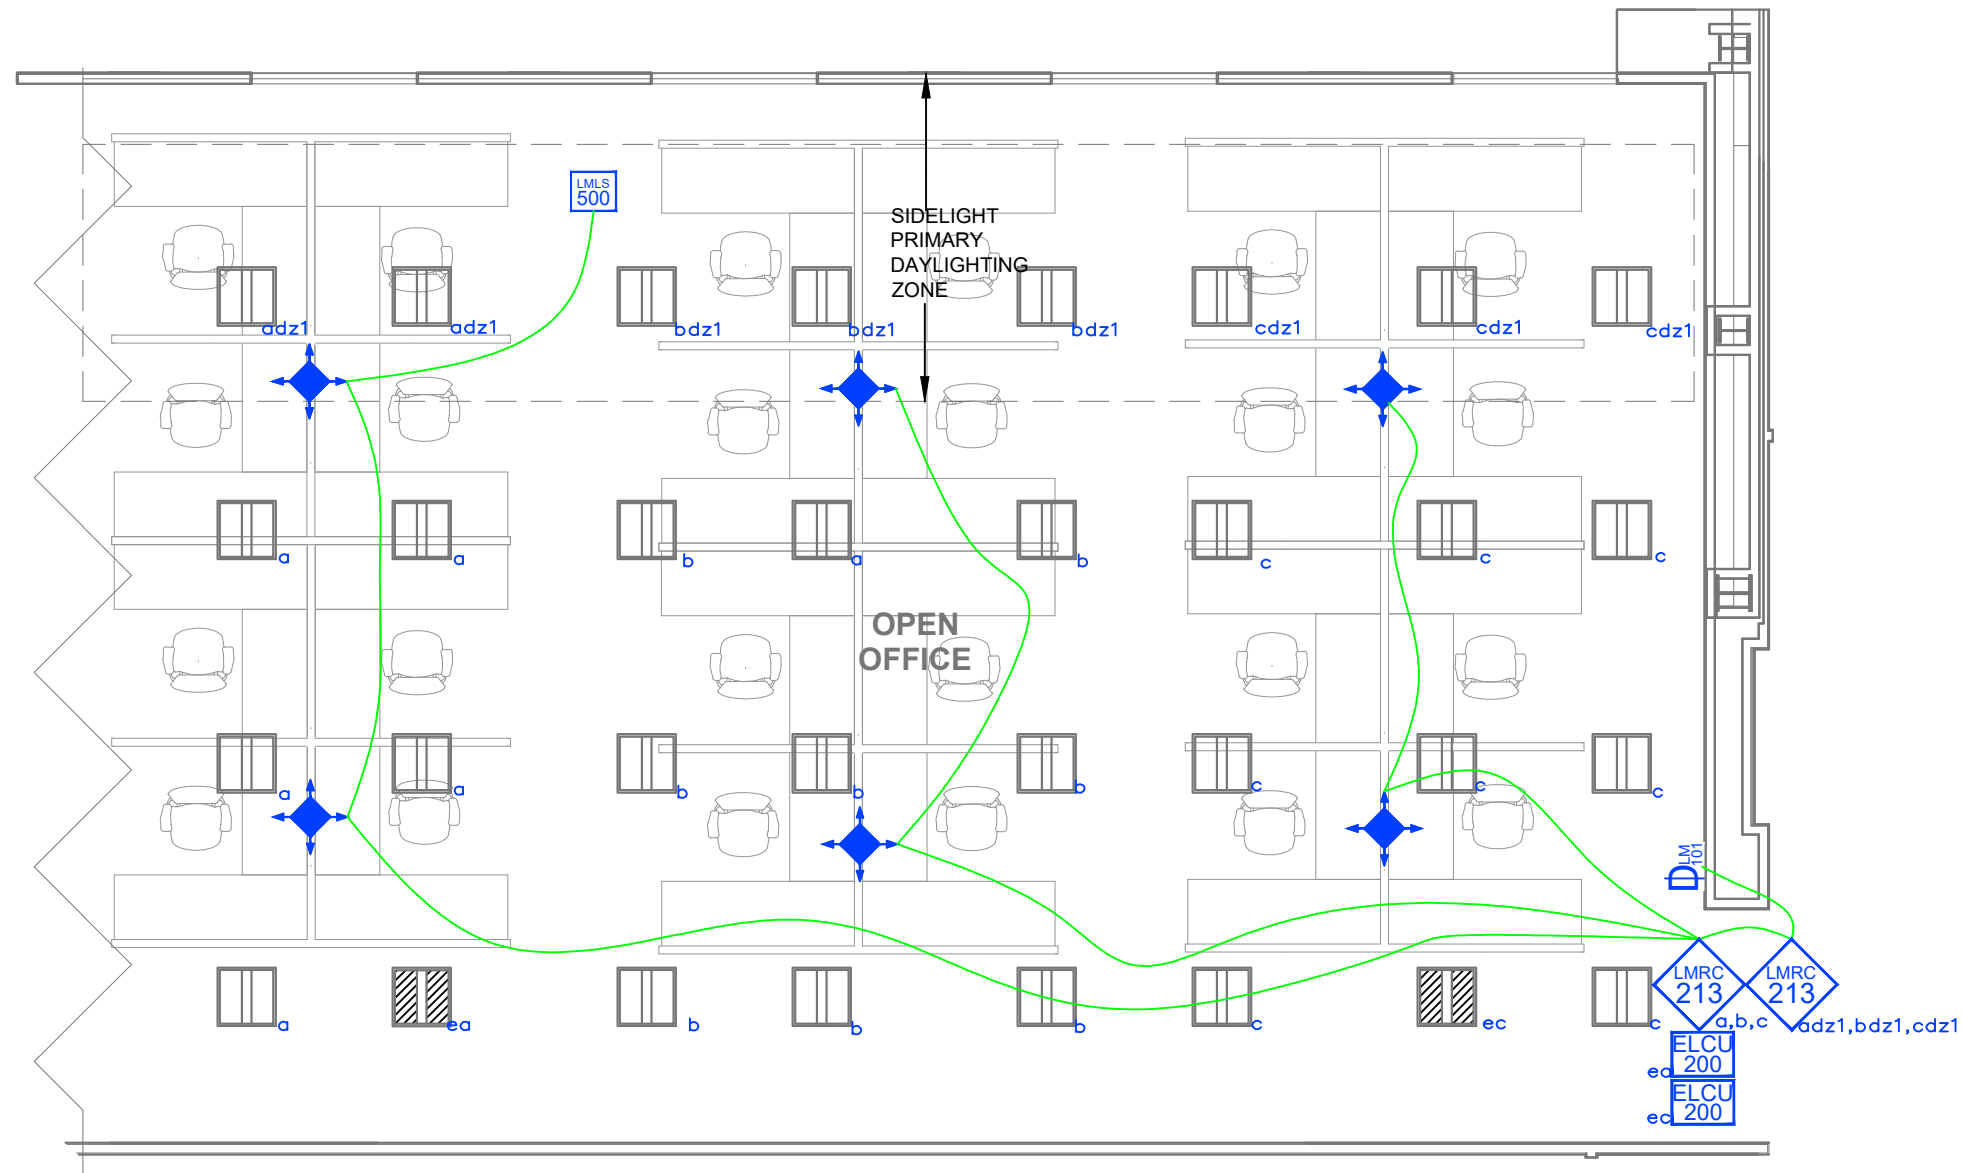 LMLS
500
SIDELIGHT
PRIMARY
DAYLIGHTING
ZONE
adz1
adz1
bdz1
bdz1
bdz1
cdz1
cdz1
cdz1
a
a
b
a
b
c
c
c
OPEN
OFFICE
a
a
b
b
b
c
c
c
LM
101
D
LMRC
213
LMRC
213
a
ea
b
b
b
c
ec
c
a,b,c
adz1,bdz1,cdz1
ELCU
200
ea
ELCU
200
ec